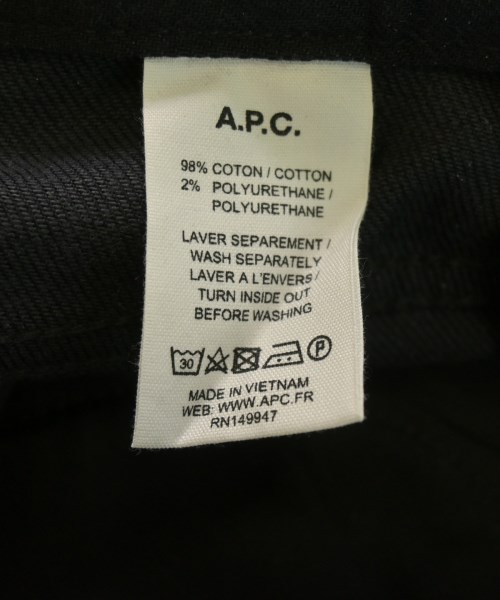 A.P.C.
98% COTON / COTTON
2% POLYURETHANE /
POLYURETHANE
LAVER SEPAREMENT /
WASH SEPARATELY
LAVER A L'ENVERS /
TURN INSIDE OUT
BEFORE WASHING
30 P
MADE IN VIETNAM
WEB: WWW.APC.FR
RN149947